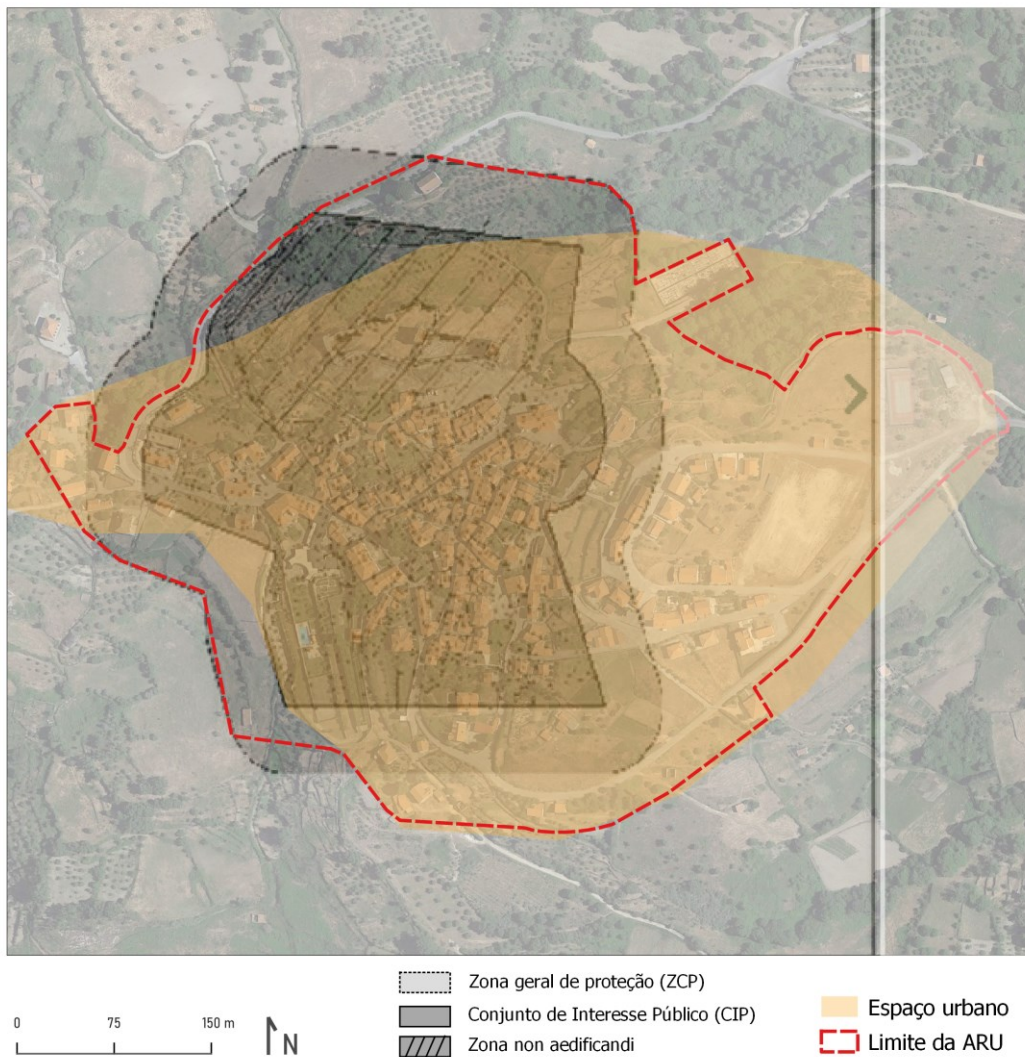 Zona geral de proteção (ZCP)
Conjunto de Interesse Público (CIP)
Zona non aedificandi
0 75 150 m
N
Espaço urbano
Limite da ARU